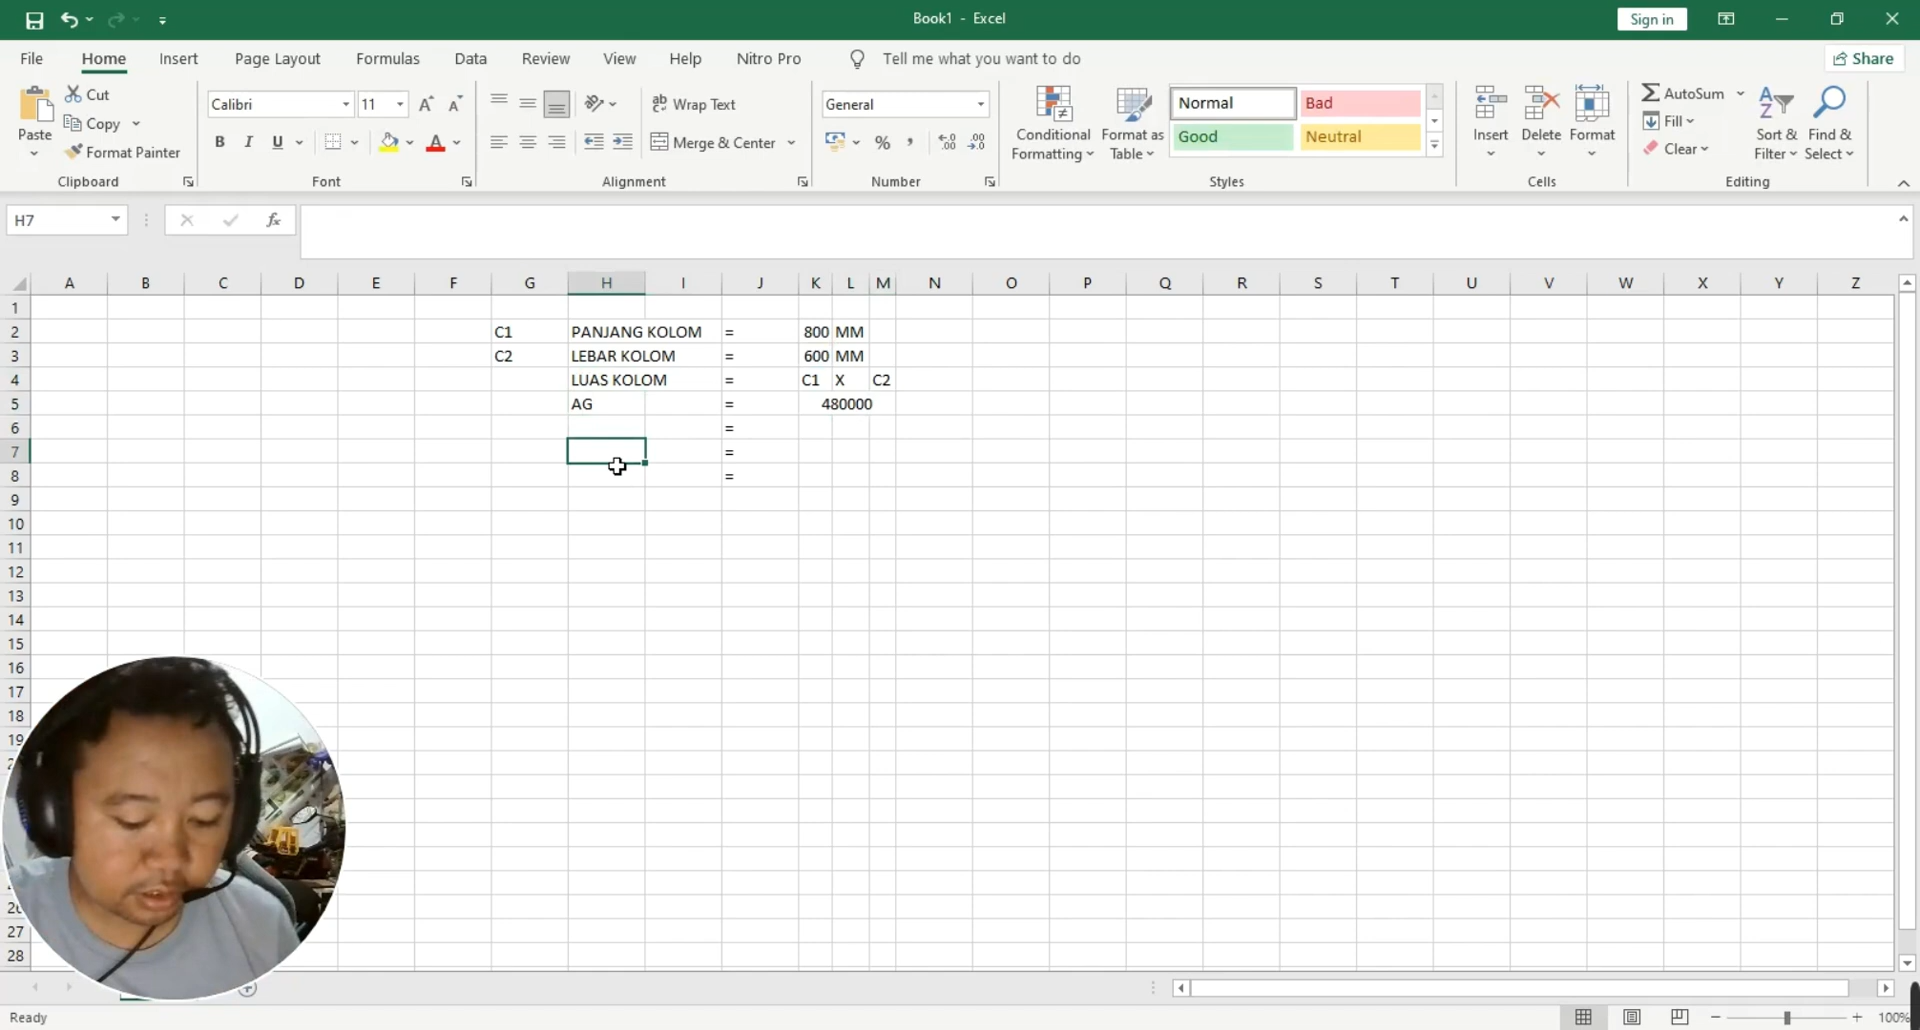 Book1 - Excel
Sign in
File Home Insert Page Layout Formulas Data Review View Help Nitro Pro Tell me what you want to do Share
Paste
Cut
Copy
Format Painter
Clipboard
Calibri 11
B I U
Font
Wrap Text
Merge & Center
Alignment
General
%
Number
Conditional Formatting
Format as Table
Normal Bad
Good Neutral
Styles
Insert Delete Format
Cells
AutoSum
Fill
Clear
Sort & Filter
Find & Select
Editing
H7
fx
A B C D E F G H I J K L M N O P Q R S T U V W X Y Z
1
2 C1 PANJANG KOLOM = 800 MM
3 C2 LEBAR KOLOM = 600 MM
4 LUAS KOLOM = C1 X C2
5 AG = 480000
6 =
7 =
8 =
9
10
11
12
13
14
15
16
17
18
19
26
27
28
Ready
100%